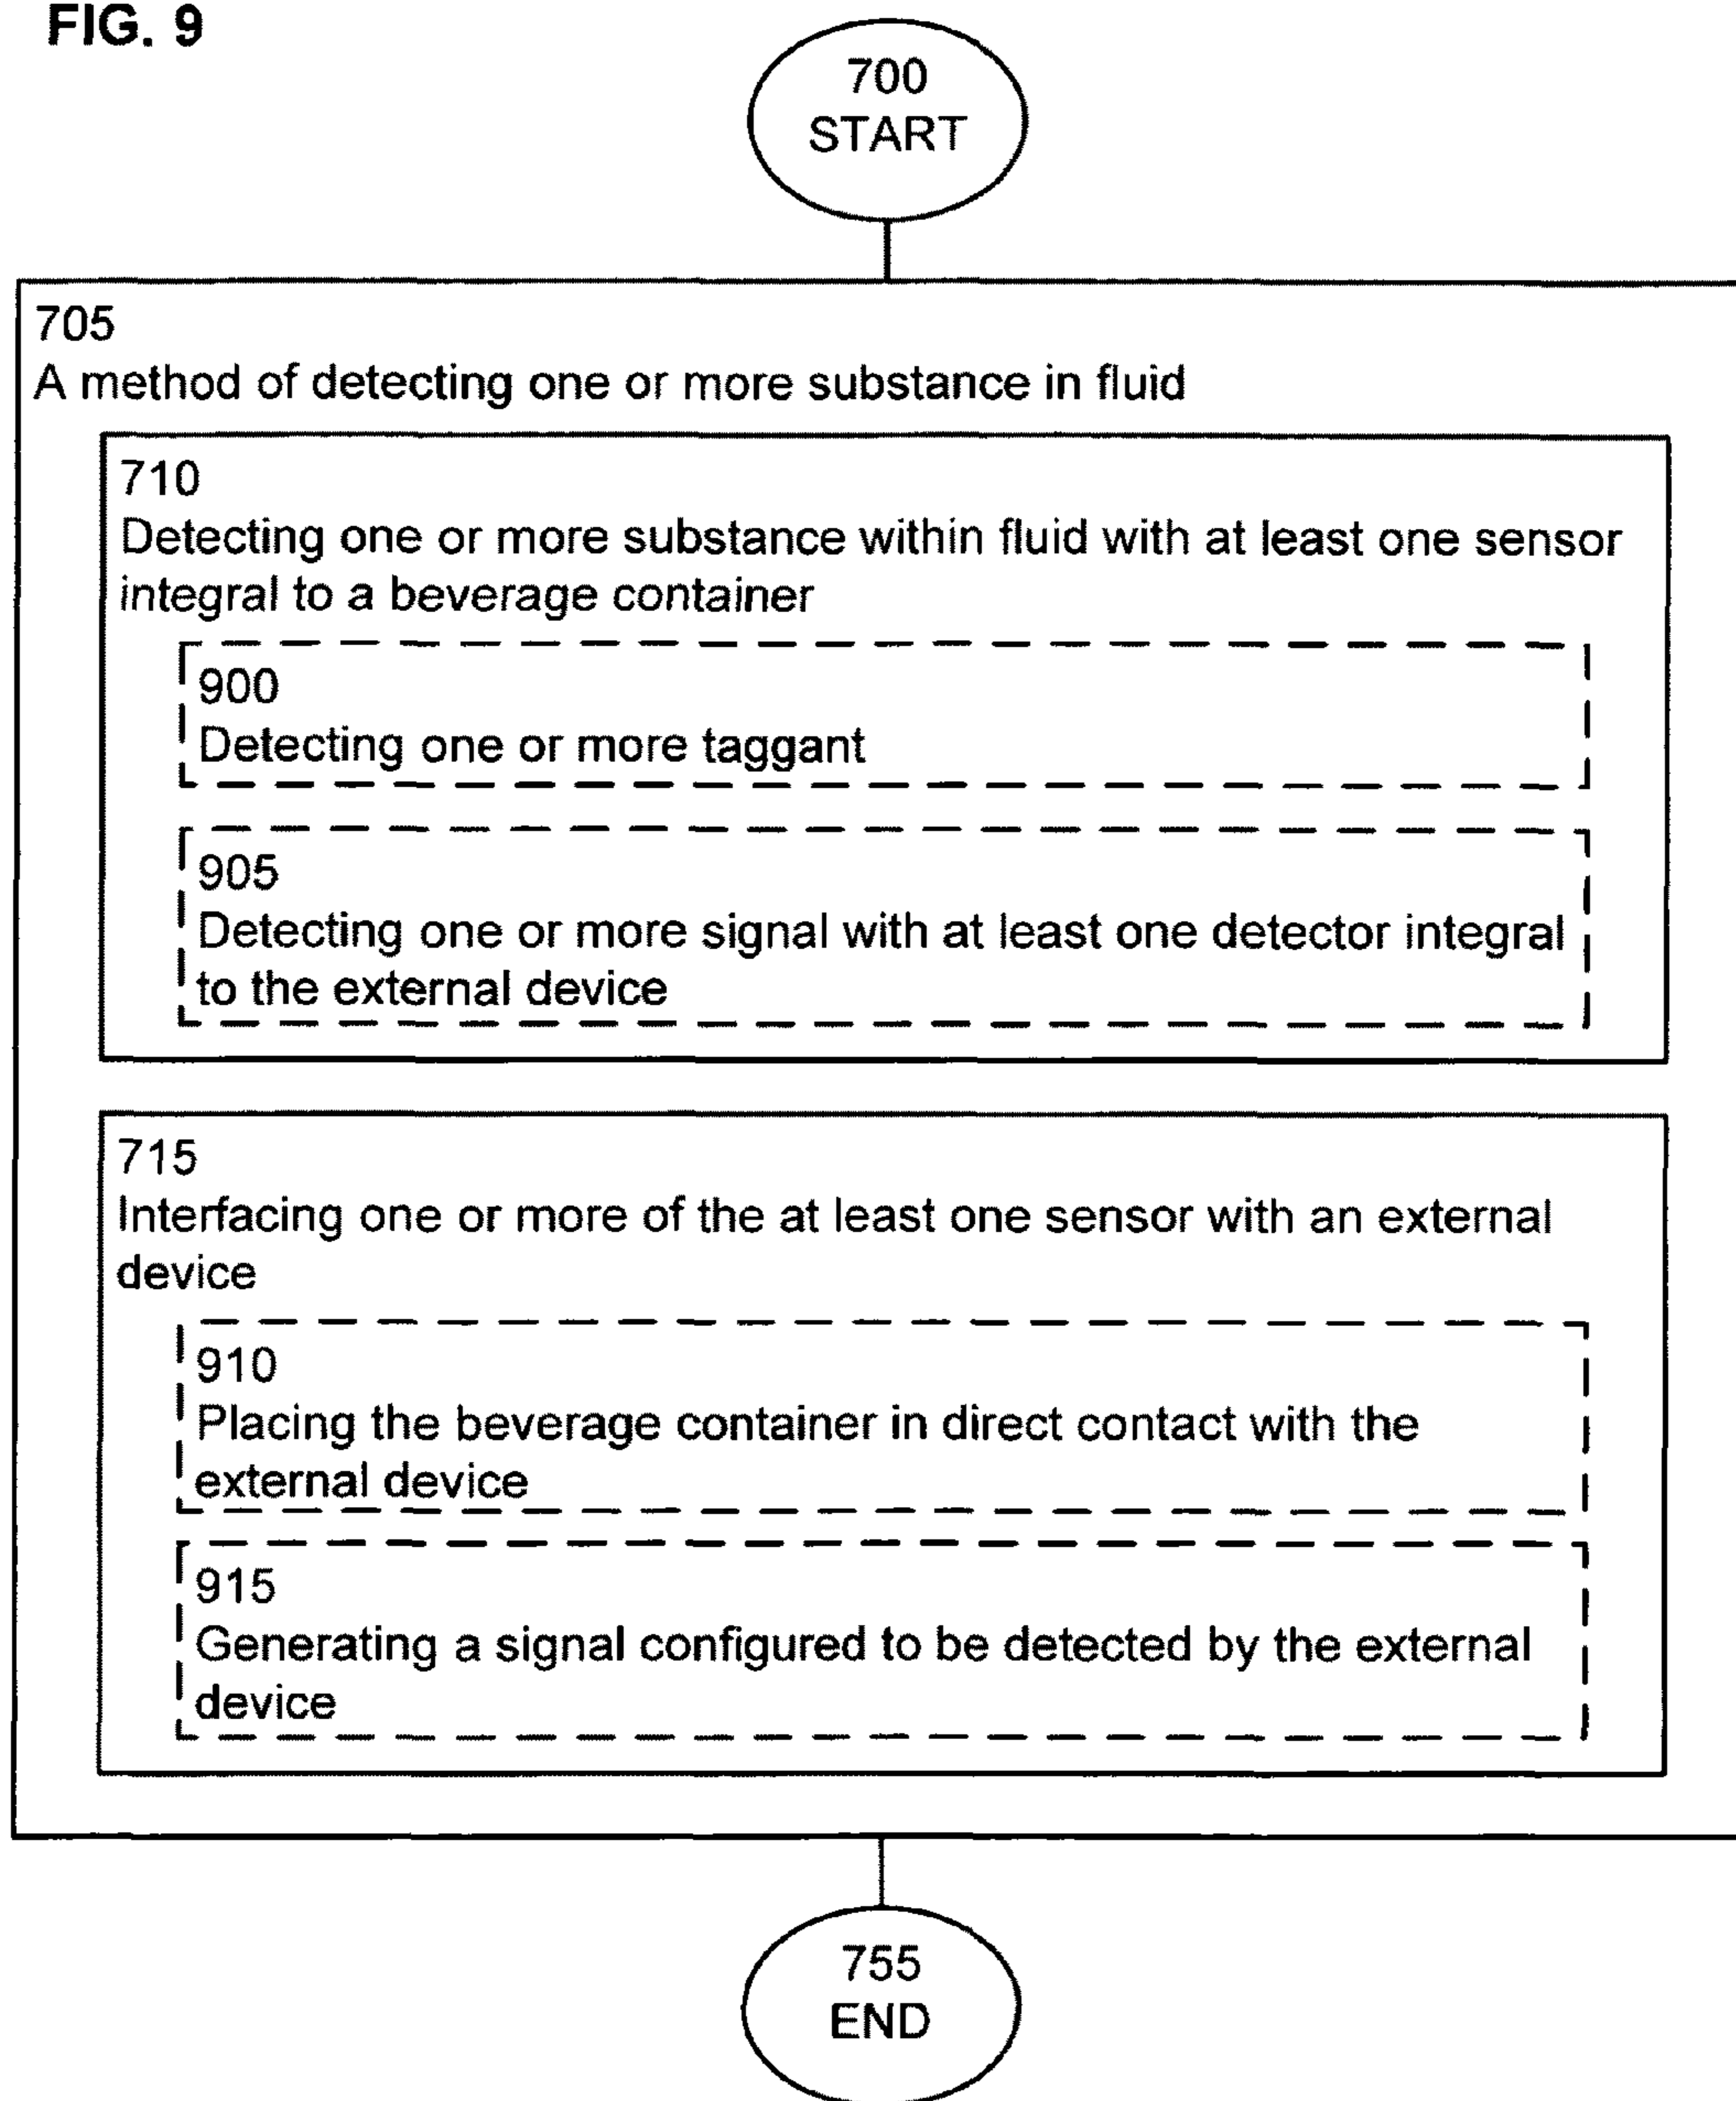 FIG. 9
700
START
705
A method of detecting one or more substance in fluid
710
Detecting one or more substance within fluid with at least one sensor
integral to a beverage container
900
Detecting one or more taggant
905
Detecting one or more signal with at least one detector integral
to the external device
715
Interfacing one or more of the at least one sensor with an external
device
910
Placing the beverage container in direct contact with the
external device
915
Generating a signal configured to be detected by the external
device
755
END